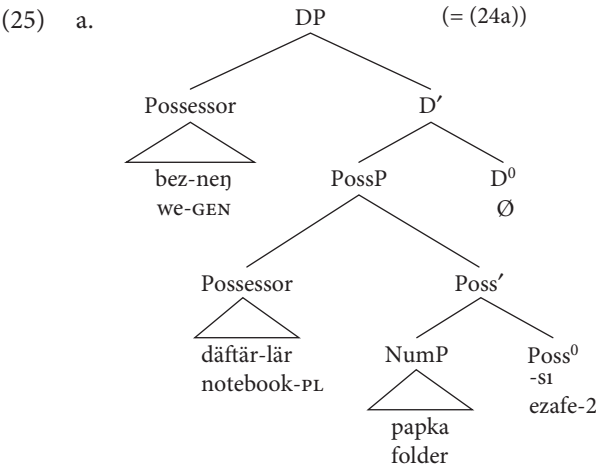 (25) a. DP (= (24a))
Possessor D′
bez-neŋ PossP D⁰
we-GEN Ø
Possessor Poss′
däftär-lär NumP Poss⁰
notebook-PL -sı
ezafe-2
papka
folder